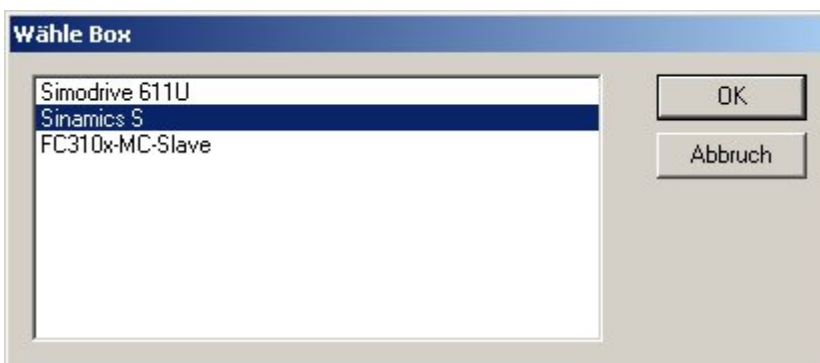 Wähle Box
Simodrive 611U
Sinamics S
FC310x-MC-Slave
OK
Abbruch